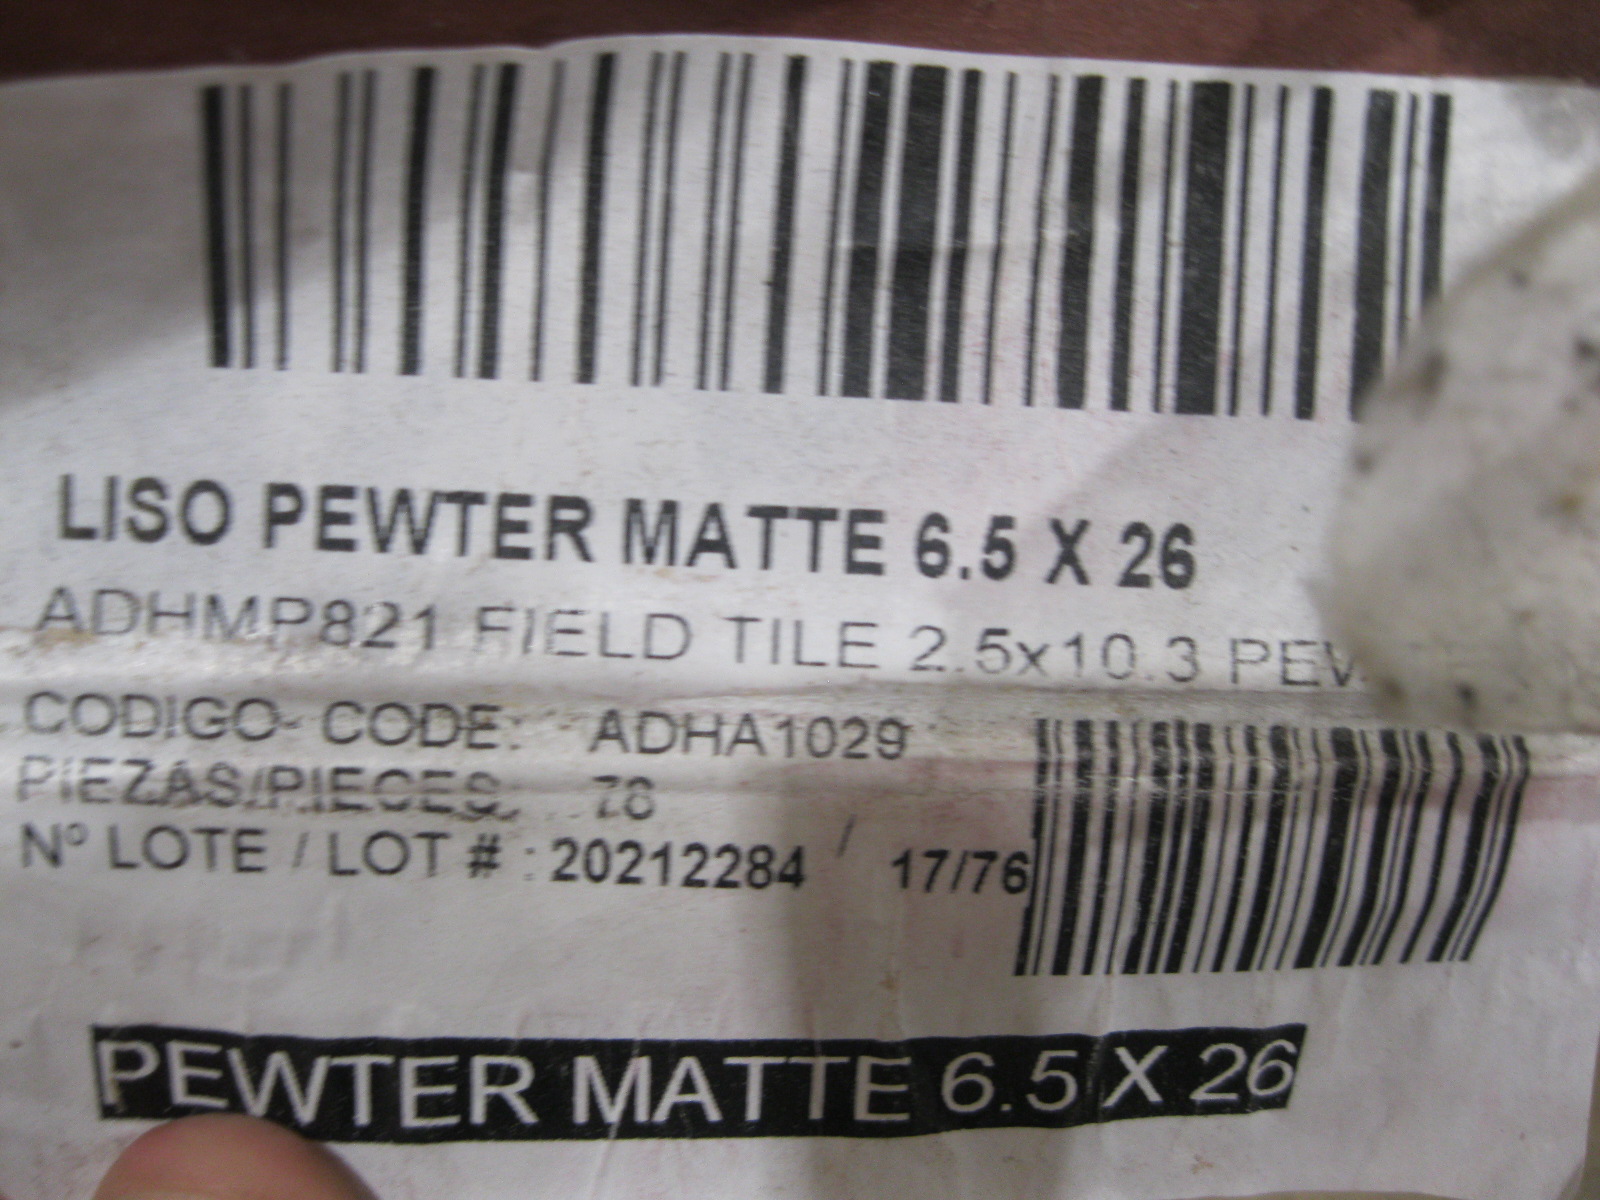 LISO PEWTER MATTE 6.5 X 26
ADHMP821 FIELD TILE 2.5x10.3
CODIGO- CODE: ADHA1029
PIEZAS/PIECES: 78
Nº LOTE / LOT # : 20212284 / 17/76
PEWTER MATTE 6.5 X 26